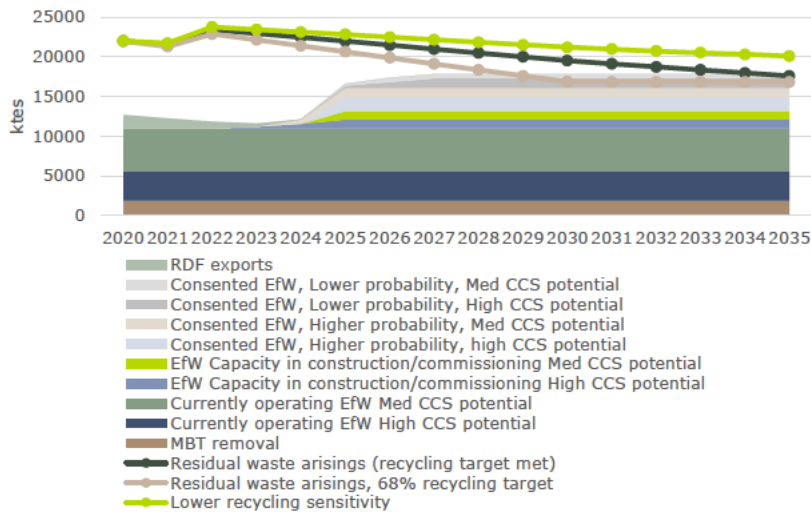 25000
20000
15000
10000
5000
0
ktes
2020 2021 2022 2023 2024 2025 2026 2027 2028 2029 2030 2031 2032 2033 2034 2035
RDF exports
Consented EfW, Lower probability, Med CCS potential
Consented EfW, Lower probability, High CCS potential
Consented EfW, Higher probability, Med CCS potential
Consented EfW, Higher probability, high CCS potential
EfW Capacity in construction/commissioning Med CCS potential
EfW Capacity in construction/commissioning High CCS potential
Currently operating EfW Med CCS potential
Currently operating EfW High CCS potential
MBT removal
Residual waste arisings (recycling target met)
Residual waste arisings, 68% recycling target
Lower recycling sensitivity